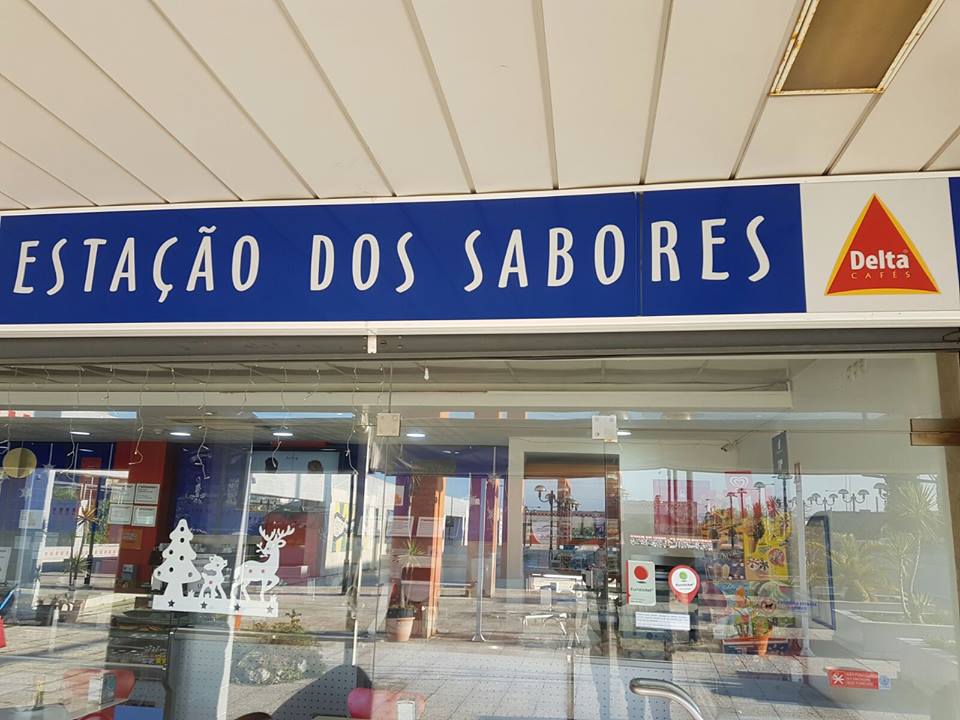 ESTAÇÃO DOS SABORES
Delta
CAFÉS